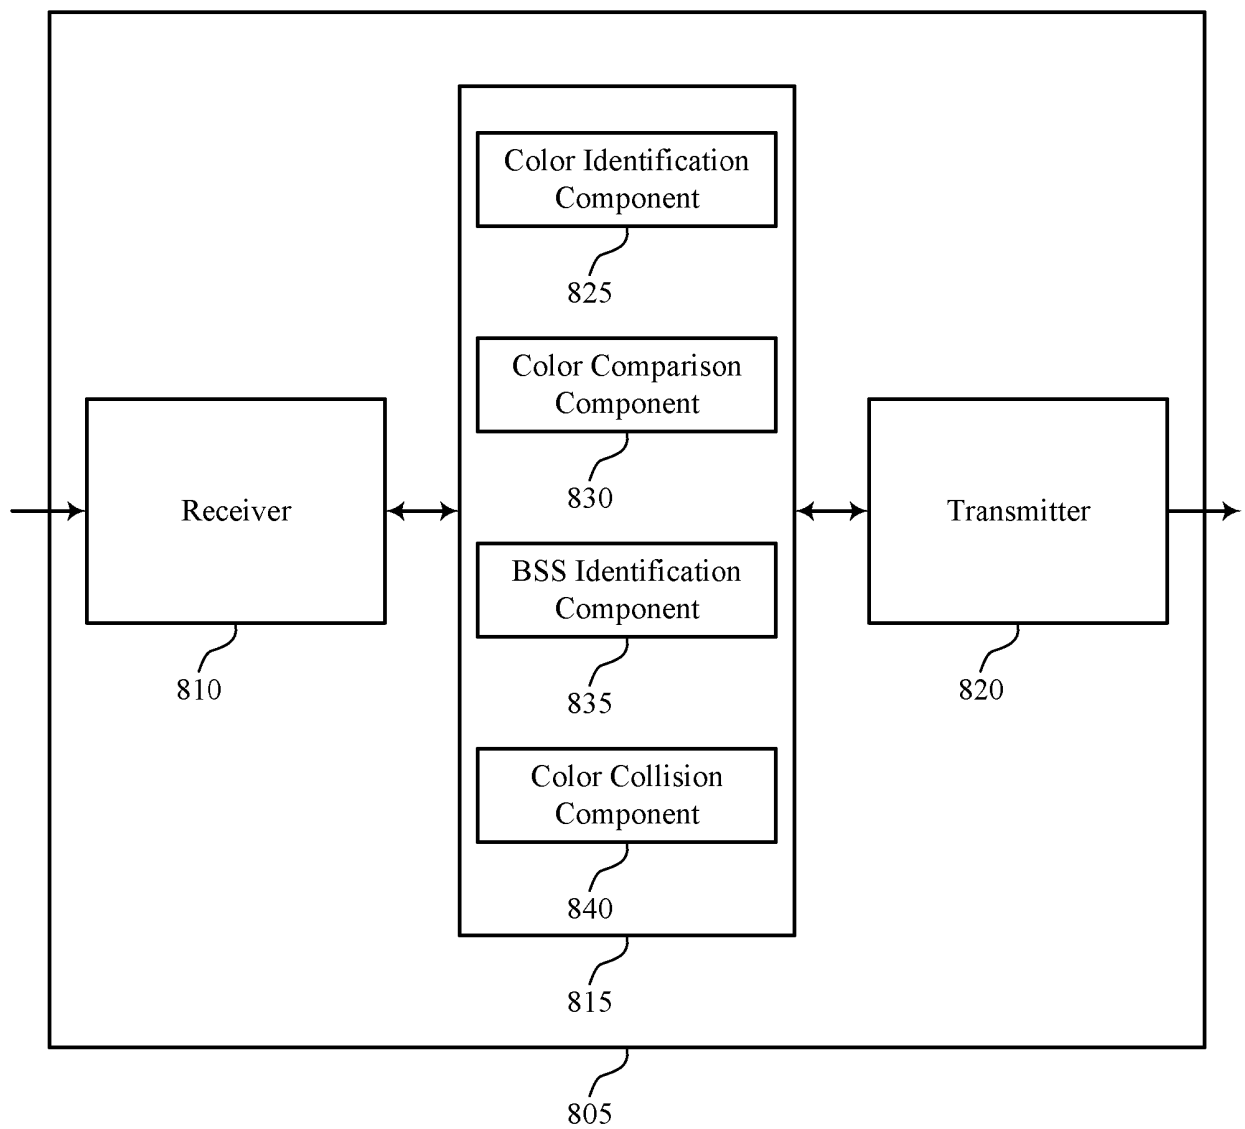 Color Identification
Component
825
Color Comparison
Component
830
Receiver
810
BSS Identification
Component
835
Transmitter
820
Color Collision
Component
840
815
805